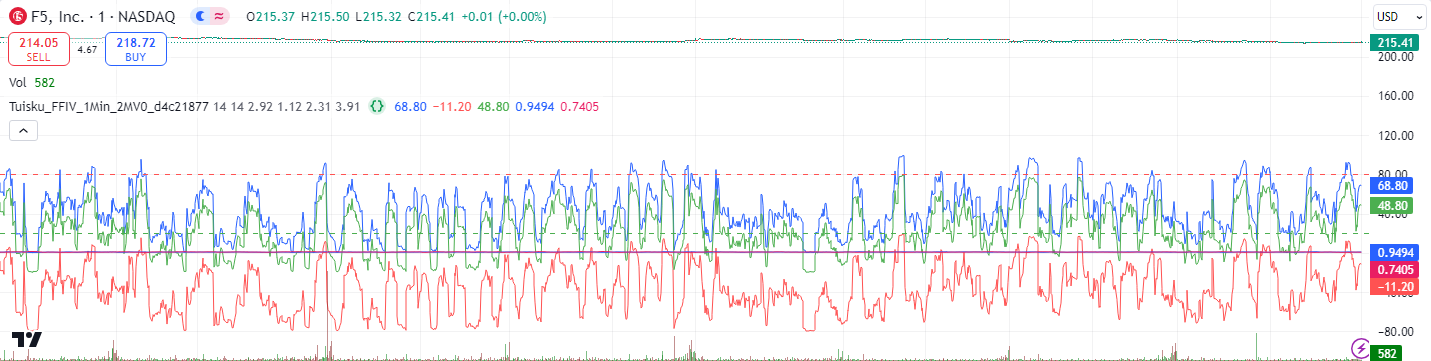 F5, Inc. · 1 · NASDAQ O215.37 H215.50 L215.32 C215.41 +0.01 (+0.00%)
USD
214.05 SELL
4.67
218.72 BUY
215.41
200.00
Vol 582
Tuisku_FFIV_1Min_2MV0_d4c21877 14 14 2.92 1.12 2.31 3.91 68.80 −11.20 48.80 0.9494 0.7405
160.00
120.00
80.00
68.80
48.80
40.00
0.9494
0.7405
−11.20
−40.00
−80.00
582